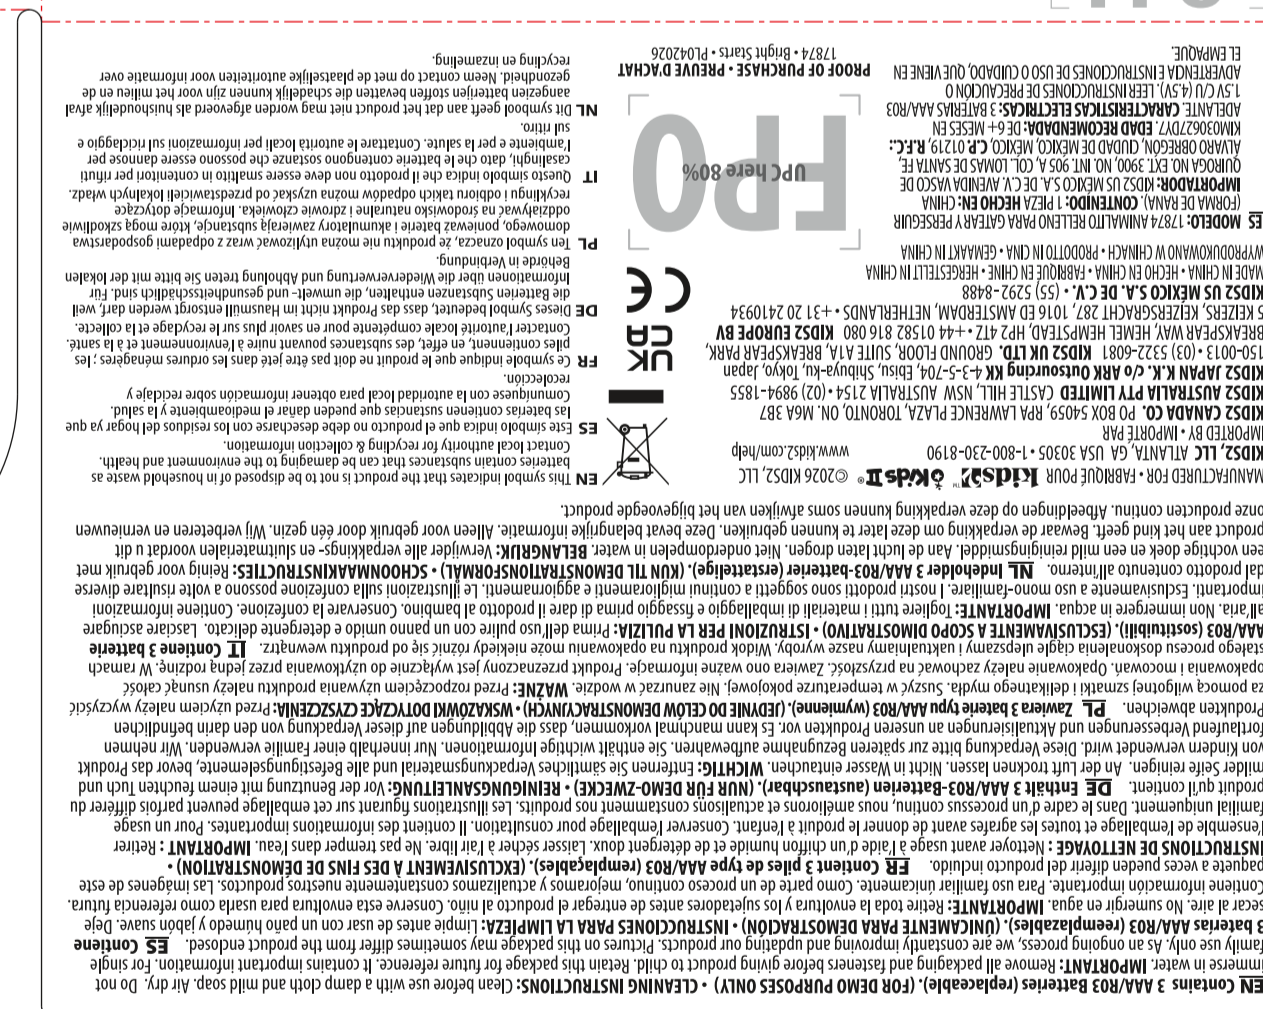 EN Contains 3 AAA/R03 Batteries (replaceable). (FOR DEMO PURPOSES ONLY) • CLEANING INSTRUCTIONS: Clean before use with a damp cloth and mild soap. Air dry. Do not
immerse in water. IMPORTANT: Remove all packaging and fasteners before giving product to child. Retain this package for future reference. It contains important information. For single
family use only. As an ongoing process, we are constantly improving and updating our products. Pictures on this package may sometimes differ from the product enclosed. ES Contiene
3 baterías AAA/R03 (reemplazables). (ÚNICAMENTE PARA DEMOSTRACIÓN) • INSTRUCCIONES PARA LA LIMPIEZA: Limpie antes de usar con un paño húmedo y jabón suave. Deje
secar al aire. No sumergir en agua. IMPORTANTE: Retire toda la envoltura y los sujetadores antes de entregar el producto al niño. Conserve esta envoltura para usarla como referencia futura.
Contiene información importante. Para uso familiar únicamente. Como parte de un proceso continuo, mejoramos y actualizamos constantemente nuestros productos. Las imágenes de este
paquete a veces pueden diferir del producto incluido. FR Contient 3 piles de type AAA/R03 (remplaçables). (EXCLUSIVEMENT À DES FINS DE DÉMONSTRATION) •
INSTRUCTIONS DE NETTOYAGE : Nettoyer avant usage à l'aide d'un chiffon humide et de détergent doux. Laisser sécher à l'air libre. Ne pas tremper dans l'eau. IMPORTANT : Retirer
l'ensemble de l'emballage et toutes les agrafes avant de donner le produit à l'enfant. Conserver l'emballage pour consultation. Il contient des informations importantes. Pour un usage
familial uniquement. Dans le cadre d'un processus continu, nous améliorons et actualisons constamment nos produits. Les illustrations figurant sur cet emballage peuvent parfois différer du
produit qu'il contient. DE Enthält 3 AAA/R03-Batterien (austauschbar). (NUR FÜR DEMO-ZWECKE) • REINIGUNGSANLEITUNG: Vor der Benutzung mit einem feuchten Tuch und
milder Seife reinigen. An der Luft trocknen lassen. Nicht in Wasser eintauchen. WICHTIG: Entfernen Sie sämtliches Verpackungsmaterial und alle Befestigungselemente, bevor das Produkt
von Kindern verwendet wird. Diese Verpackung bitte zur späteren Bezugnahme aufbewahren. Sie enthält wichtige Informationen. Nur innerhalb einer Familie verwenden. Wir nehmen
fortlaufend Verbesserungen und Aktualisierungen an unseren Produkten vor. Es kann manchmal vorkommen, dass die Abbildungen auf dieser Verpackung von den darin befindlichen
Produkten abweichen. PL Zawiera 3 baterie typu AAA/R03 (wymienne). (JEDYNIE DO CELÓW DEMONSTRACYJNYCH) • WSKAZÓWKI DOTYCZĄCE CZYSZCZENIA: Przed użyciem należy wyczyścić
za pomocą wilgotnej szmatki i delikatnego mydła. Suszyć w temperaturze pokojowej. Nie zanurzać w wodzie. WAŻNE: Przed rozpoczęciem używania produktu należy usunąć całość
opakowania i mocowań. Opakowanie należy zachować na przyszłość. Zawiera ono ważne informacje. Produkt przeznaczony jest wyłącznie do użytkowania przez jedną rodzinę. W ramach
stałego procesu doskonalenia ciągle ulepszamy i uaktualniamy nasze wyroby. Widok produktu na opakowaniu może niekiedy różnić się od produktu wewnątrz. IT Contiene 3 batterie
AAA/R03 (sostituibili). (ESCLUSIVAMENTE A SCOPO DIMOSTRATIVO) • ISTRUZIONI PER LA PULIZIA: Prima dell'uso pulire con un panno umido e detergente delicato. Lasciare asciugare
all'aria. Non immergere in acqua. IMPORTANTE: Togliere tutti i materiali di imballaggio e fissaggio prima di dare il prodotto al bambino. Conservare la confezione. Contiene informazioni
importanti. Esclusivamente a uso mono-familiare. I nostri prodotti sono soggetti a continui miglioramenti e aggiornamenti. Le illustrazioni sulla confezione possono a volte risultare diverse
dal prodotto contenuto all'interno. NL Indeholder 3 AAA/R03-batterier (erstattelige). (KUN TIL DEMONSTRATIONSFORMÅL) • SCHOONMAAKINSTRUCTIES: Reinig voor gebruik met
een vochtige doek en een mild reinigingsmiddel. Aan de lucht laten drogen. Niet onderdompelen in water. BELANGRIJK: Verwijder alle verpakkings- en sluitmaterialen voordat u dit
product aan het kind geeft. Bewaar de verpakking om deze later te kunnen gebruiken. Deze bevat belangrijke informatie. Alleen voor gebruik door één gezin. Wij verbeteren en vernieuwen
onze producten continu. Afbeeldingen op deze verpakking kunnen soms afwijken van het bijgevoegde product.
MANUFACTURED FOR • FABRIQUÉ POUR kids2™ kidsII® ©2026 KIDS2, LLC
KIDS2, LLC ATLANTA, GA USA 30305 • 1-800-230-8190 www.kids2.com/help
IMPORTED BY • IMPORTÉ PAR
KIDS2 CANADA CO. PO BOX 54059, RPA LAWRENCE PLAZA, TORONTO, ON. M6A 3B7
KIDS2 AUSTRALIA PTY LIMITED CASTLE HILL, NSW AUSTRALIA 2154 • (02) 9894-1855
KIDS2 JAPAN K.K. c/o ARK Outsourcing KK 4-3-5-704, Ebisu, Shibuya-ku, Tokyo, Japan
150-0013 • (03) 5322-6081 KIDS2 UK LTD. GROUND FLOOR, SUITE A1A, BREAKSPEAR PARK,
BREAKSPEAR WAY, HEMEL HEMPSTEAD, HP2 4TZ • +44 01582 816 080 KIDS2 EUROPE BV
5 KEIZERS, KEIZERSGRACHT 287, 1016 ED AMSTERDAM, NETHERLANDS • +31 20 2410934
KIDS2 US MÉXICO S.A. DE C.V. • (55) 5292-8488
MADE IN CHINA • HECHO EN CHINA • FABRIQUÉ EN CHINE • HERGESTELLT IN CHINA
WYPRODUKOWANO W CHINACH • PRODOTTO IN CINA • GEMAAKT IN CHINA
ES MODELO: 17874 ANIMALITO RELLENO PARA GATEAR Y PERSEGUIR
(FORMA DE RANA). CONTENIDO: 1 PIEZA HECHO EN: CHINA
IMPORTADOR: KIDS2 US MÉXICO S.A. DE C.V. AVENIDA VASCO DE
QUIROGA NO. EXT. 3900, NO. INT. 905 A, COL. LOMAS DE SANTA FE,
ALVARO OBREGÓN, CIUDAD DE MÉXICO, MÉXICO, C.P. 01219, R.F.C.:
KIM030627DY7. EDAD RECOMENDADA: DE 6+ MESES EN
ADELANTE. CARACTERISTICAS ELECTRICAS: 3 BATERIAS AAA/R03
1.5V C/U (4.5V). LEER INSTRUCCIONES DE PRECAUCIÓN O
ADVERTENCIA E INSTRUCCIONES DE USO O CUIDADO, QUE VIENE EN
EL EMPAQUE.
UK
CA
CE
FPO
UPC here 80%
PROOF OF PURCHASE • PREUVE D'ACHAT
17874 • Bright Starts • PL042026
EN This symbol indicates that the product is not to be disposed of in household waste as
batteries contain substances that can be damaging to the environment and health.
Contact local authority for recycling & collection information.
ES Este símbolo indica que el producto no debe desecharse con los residuos del hogar ya que
las baterías contienen sustancias que pueden dañar el medioambiente y la salud.
Comuníquese con la autoridad local para obtener información sobre reciclaje y
recolección.
FR Ce symbole indique que le produit ne doit pas être jeté dans les ordures ménagères ; les
piles contiennent, en effet, des substances pouvant nuire à l'environnement et à la santé.
Contacter l'autorité locale compétente pour en savoir plus sur le recyclage et la collecte.
DE Dieses Symbol bedeutet, dass das Produkt nicht im Hausmüll entsorgt werden darf, weil
die Batterien Substanzen enthalten, die umwelt- und gesundheitsschädlich sind. Für
Informationen über die Wiederverwertung und Abholung treten Sie bitte mit der lokalen
Behörde in Verbindung.
PL Ten symbol oznacza, że produktu nie można utylizować wraz z odpadami gospodarstwa
domowego, ponieważ baterie i akumulatory zawierają substancje, które mogą szkodliwie
oddziaływać na środowisko naturalne i zdrowie człowieka. Informacje dotyczące
recyklingu i odbioru takich odpadów można uzyskać od przedstawicieli lokalnych władz.
IT Questo simbolo indica che il prodotto non deve essere smaltito in contenitori per rifiuti
casalinghi, dato che le batterie contengono sostanze che possono essere dannose per
l'ambiente e per la salute. Contattare le autorità locali per informazioni sul riciclaggio e
sul ritiro.
NL Dit symbool geeft aan dat het product niet mag worden afgevoerd als huishoudelijk afval
aangezien batterijen stoffen bevatten die schadelijk kunnen zijn voor het milieu en de
gezondheid. Neem contact op met de plaatselijke autoriteiten voor informatie over
recycling en inzameling.